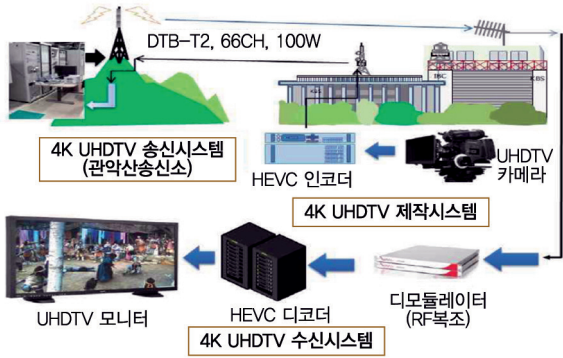 DTB-T2, 66CH, 100W
IBC
KBS
4K UHDTV 송신시스템
(관악산송신소)
HEVC 인코더
UHDTV
카메라
4K UHDTV 제작시스템
UHDTV 모니터
HEVC 디코더
디모듈레이터
(RF복조)
4K UHDTV 수신시스템